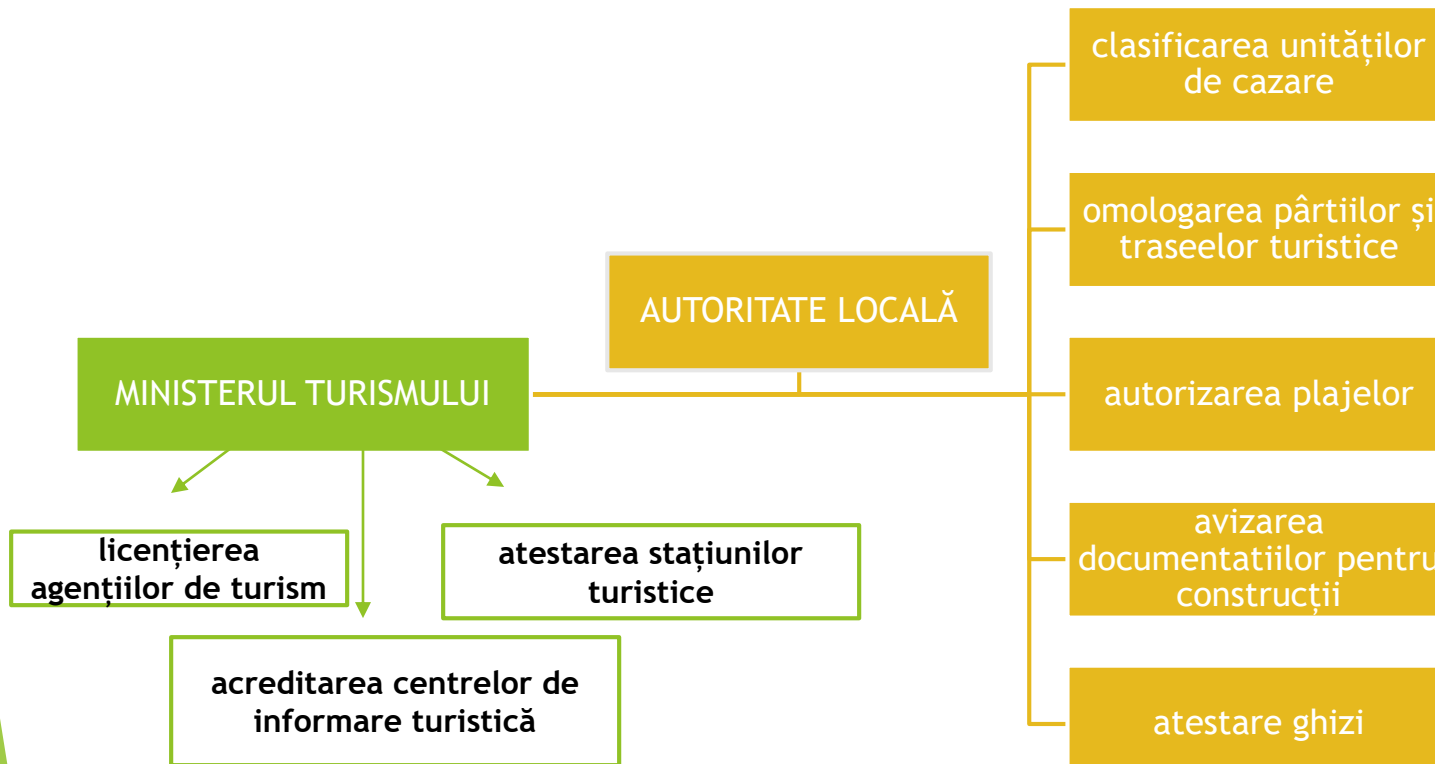 clasificarea unităților
de cazare
omologarea pârtiilor și
traseelor turistice
AUTORITATE LOCALĂ
MINISTERUL TURISMULUI
autorizarea plajelor
licențierea
agențiilor de turism
atestarea stațiunilor
turistice
avizarea
documentatiilor pentru
construcții
acreditarea centrelor de
informare turistică
atestare ghizi